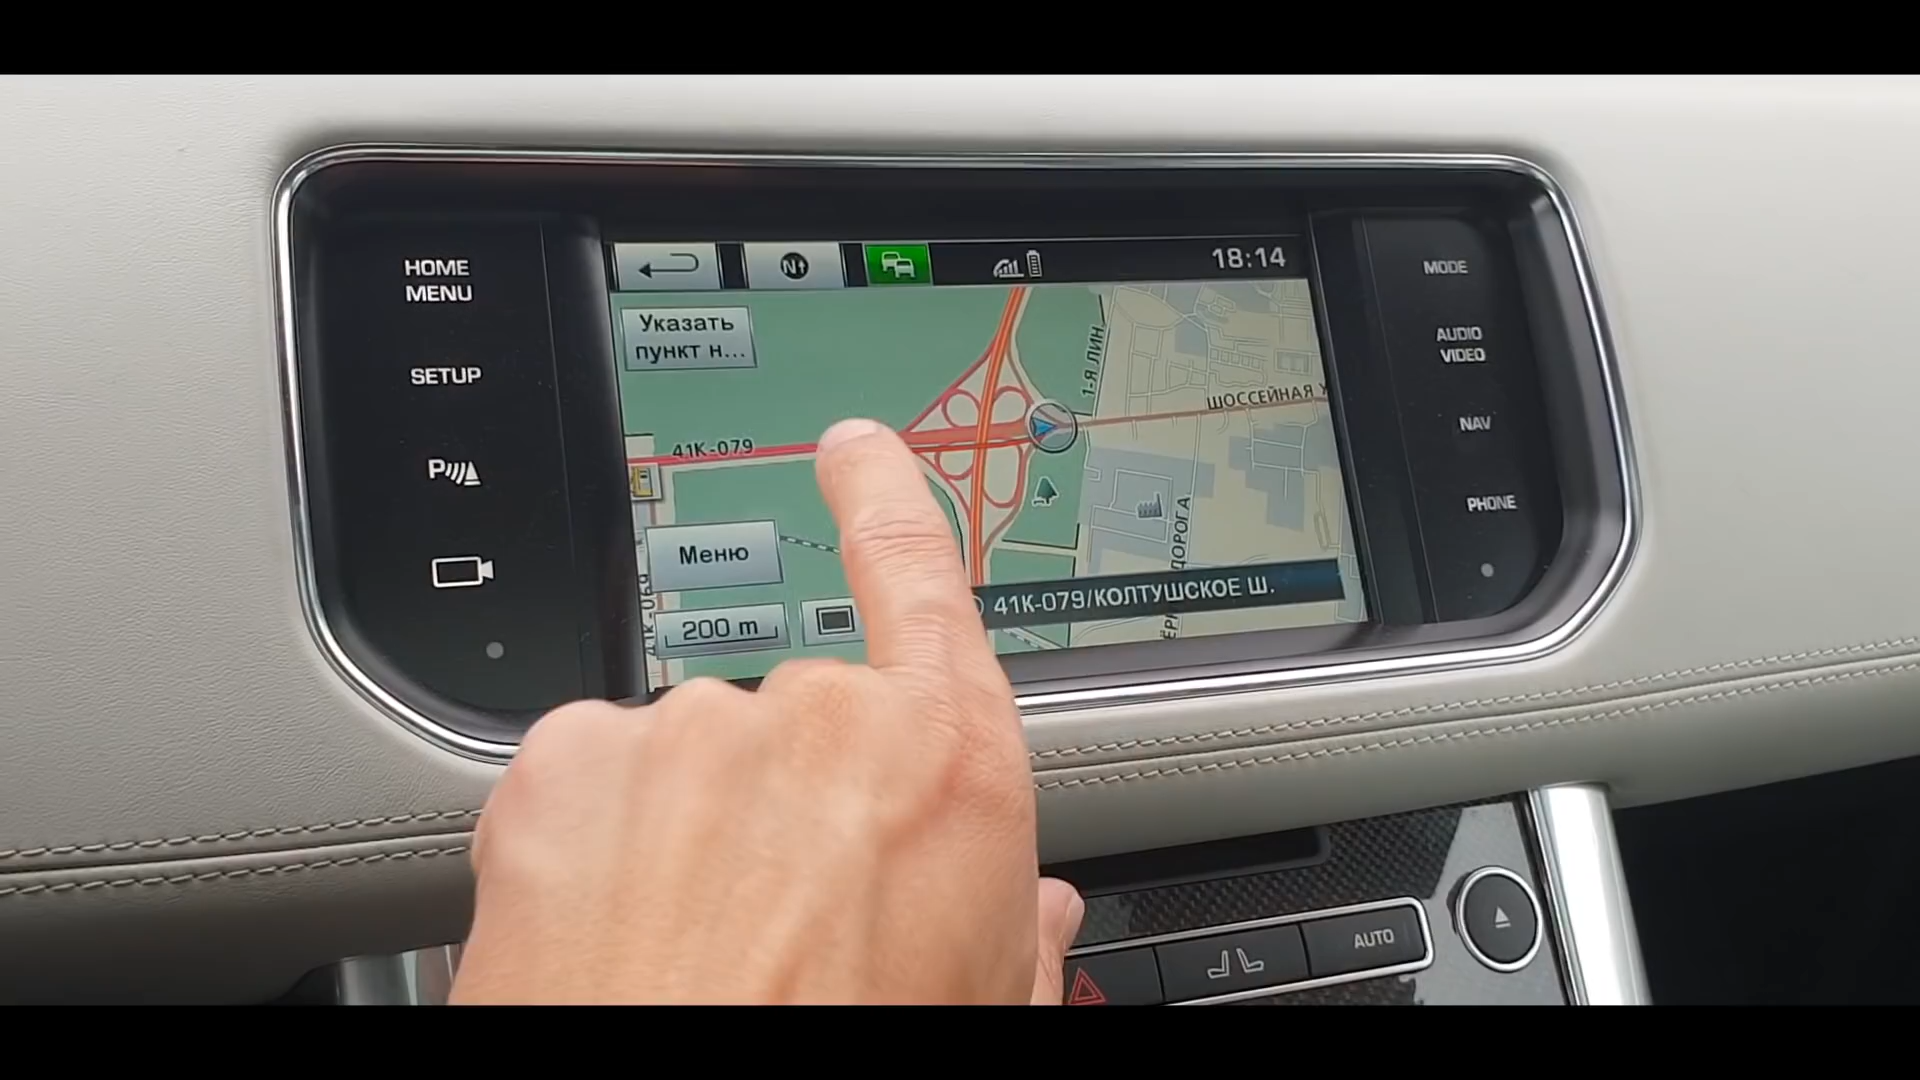 HOME
MENU
SETUP
P
N
18:14
Указать
пункт н...
1-Я ЛИН
ШОССЕЙНАЯ У
41К-079
Меню
ДОРОГА
200 m
41К-079/КОЛТУШСКОЕ Ш.
MODE
AUDIO
VIDEO
NAV
PHONE
AUTO